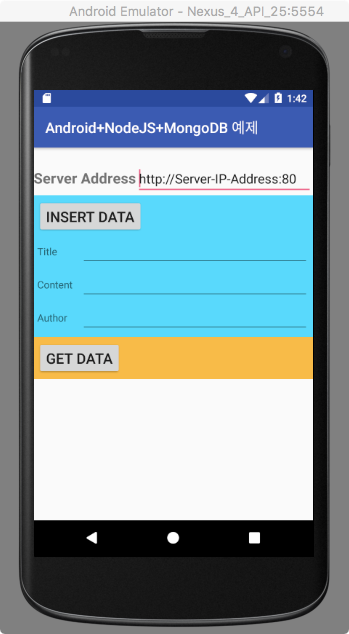 Android Emulator - Nexus_4_API_25:5554
1:42
Android+NodeJS+MongoDB 예제
Server Address http://Server-IP-Address:80
INSERT DATA
Title
Content
Author
GET DATA